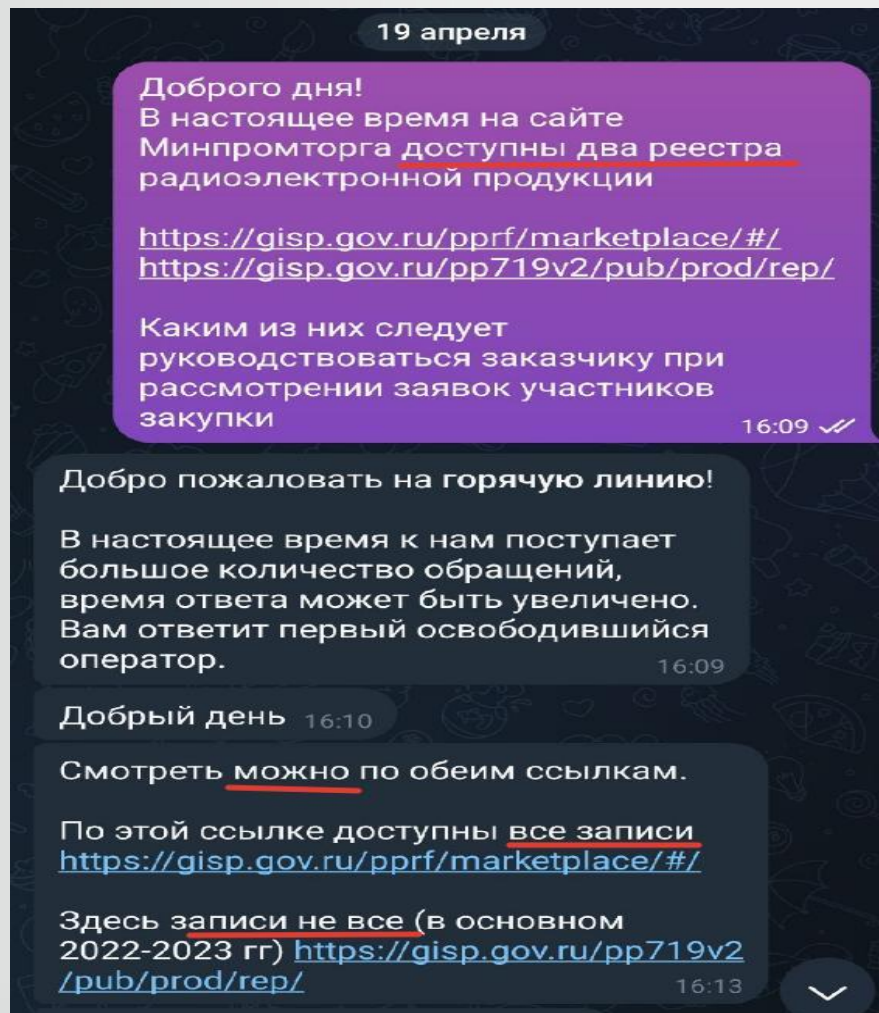 19 апреля
Доброго дня!
В настоящее время на сайте
Минпромторга доступны два реестра
радиоэлектронной продукции
https://gisp.gov.ru/pprf/marketplace/#/
https://gisp.gov.ru/pp719v2/pub/prod/rep/
Каким из них следует
руководствоваться заказчику при
рассмотрении заявок участников
закупки
16:09
Добро пожаловать на горячую линию!
В настоящее время к нам поступает
большое количество обращений,
время ответа может быть увеличено.
Вам ответит первый освободившийся
оператор.
16:09
Добрый день 16:10
Смотреть можно по обеим ссылкам.
По этой ссылке доступны все записи
https://gisp.gov.ru/pprf/marketplace/#/
Здесь записи не все (в основном
2022-2023 гг) https://gisp.gov.ru/pp719v2
/pub/prod/rep/
16:13